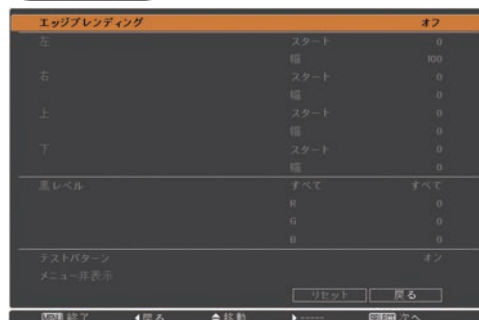 エッジブレンディング オフ
左 スタート 0
幅 100
右 スタート 0
幅 0
上 スタート 0
幅 0
下 スタート 0
幅 0
黒レベル すべて すべて
R 0
G 0
B 0
テストパターン オン
メニュー非表示
リセット 戻る
MENU 終了 ◀戻る ◆移動 ▶----- 次へ